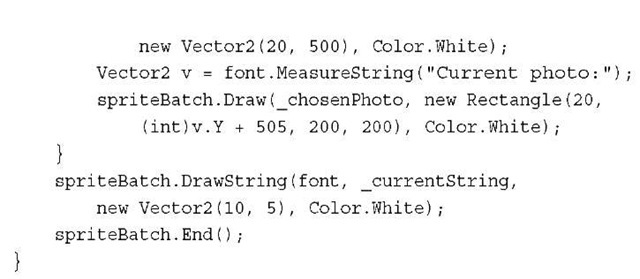 new Vector2(20, 500), Color.White);
        Vector2 v = font.MeasureString("Current photo:");
        spriteBatch.Draw(_chosenPhoto, new Rectangle(20,
            (int)v.Y + 505, 200, 200), Color.White);
    }
    spriteBatch.DrawString(font, _currentString,
        new Vector2(10, 5), Color.White);
    spriteBatch.End();
}